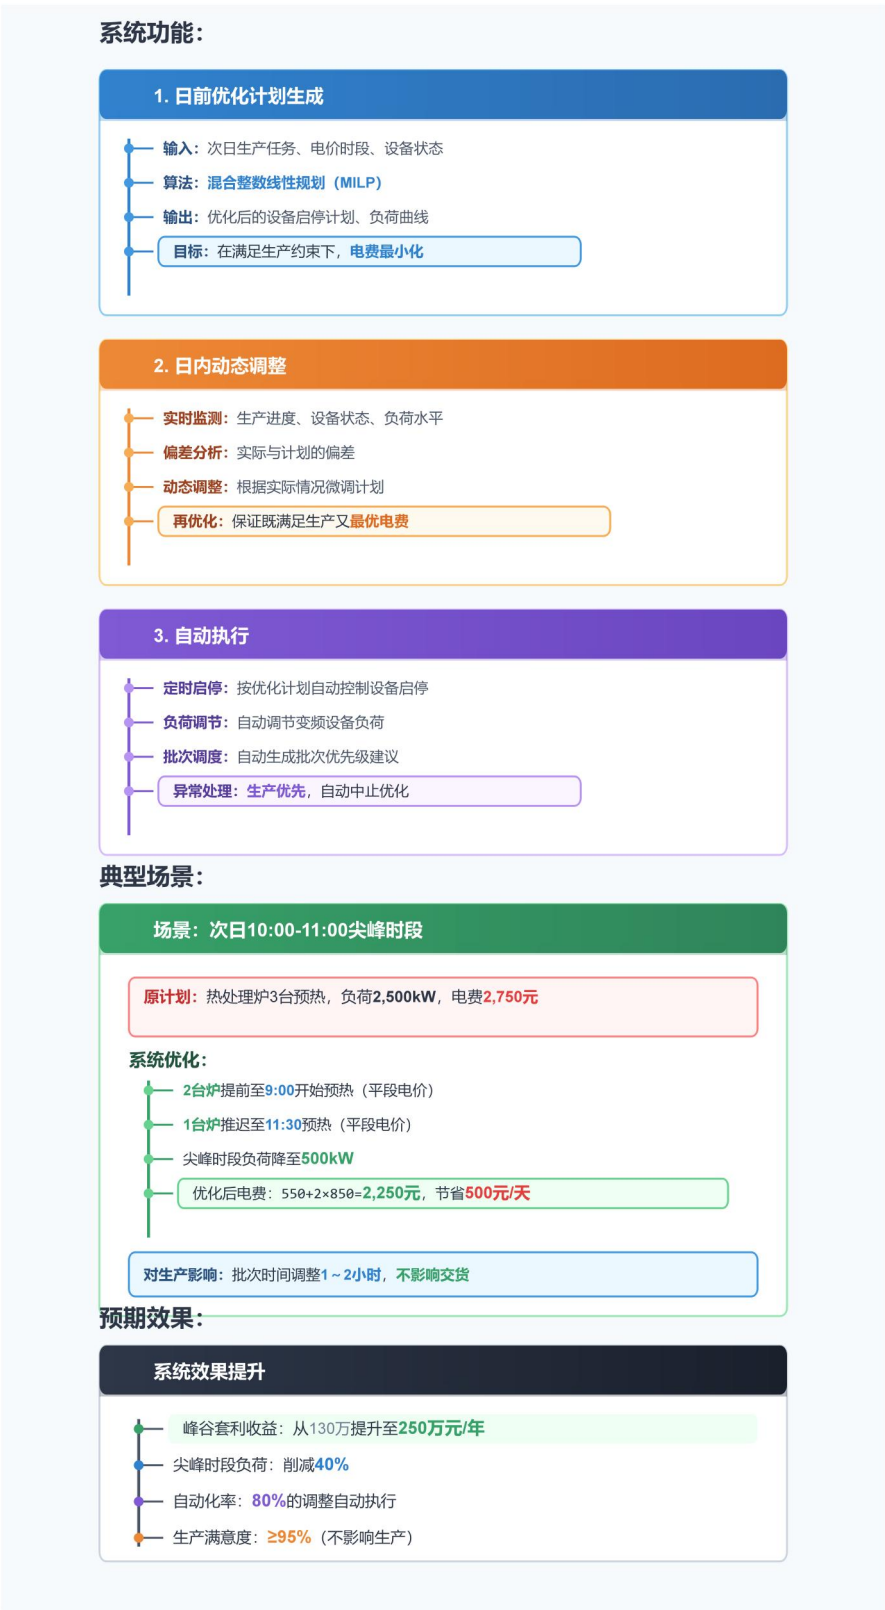 系统功能：
1. 日前优化计划生成
输入：次日生产任务、电价时段、设备状态
算法：混合整数线性规划（MILP）
输出：优化后的设备启停计划、负荷曲线
目标：在满足生产约束下，电费最小化
2. 日内动态调整
实时监测：生产进度、设备状态、负荷水平
偏差分析：实际与计划的偏差
动态调整：根据实际情况微调计划
再优化：保证既满足生产又最优电费
3. 自动执行
定时启停：按优化计划自动控制设备启停
负荷调节：自动调节变频设备负荷
批次调度：自动生成批次优先级建议
异常处理：生产优先，自动中止优化
典型场景：
场景：次日10:00-11:00尖峰时段
原计划：热处理炉3台预热，负荷2,500kW，电费2,750元
系统优化：
2台炉提前至9:00开始预热（平段电价）
1台炉推迟至11:30预热（平段电价）
尖峰时段负荷降至500kW
优化后电费：550+2×850=2,250元，节省500元/天
对生产影响：批次时间调整1～2小时，不影响交货
预期效果：
系统效果提升
峰谷套利收益：从130万提升至250万元/年
尖峰时段负荷：削减40%
自动化率：80%的调整自动执行
生产满意度：≥95%（不影响生产）